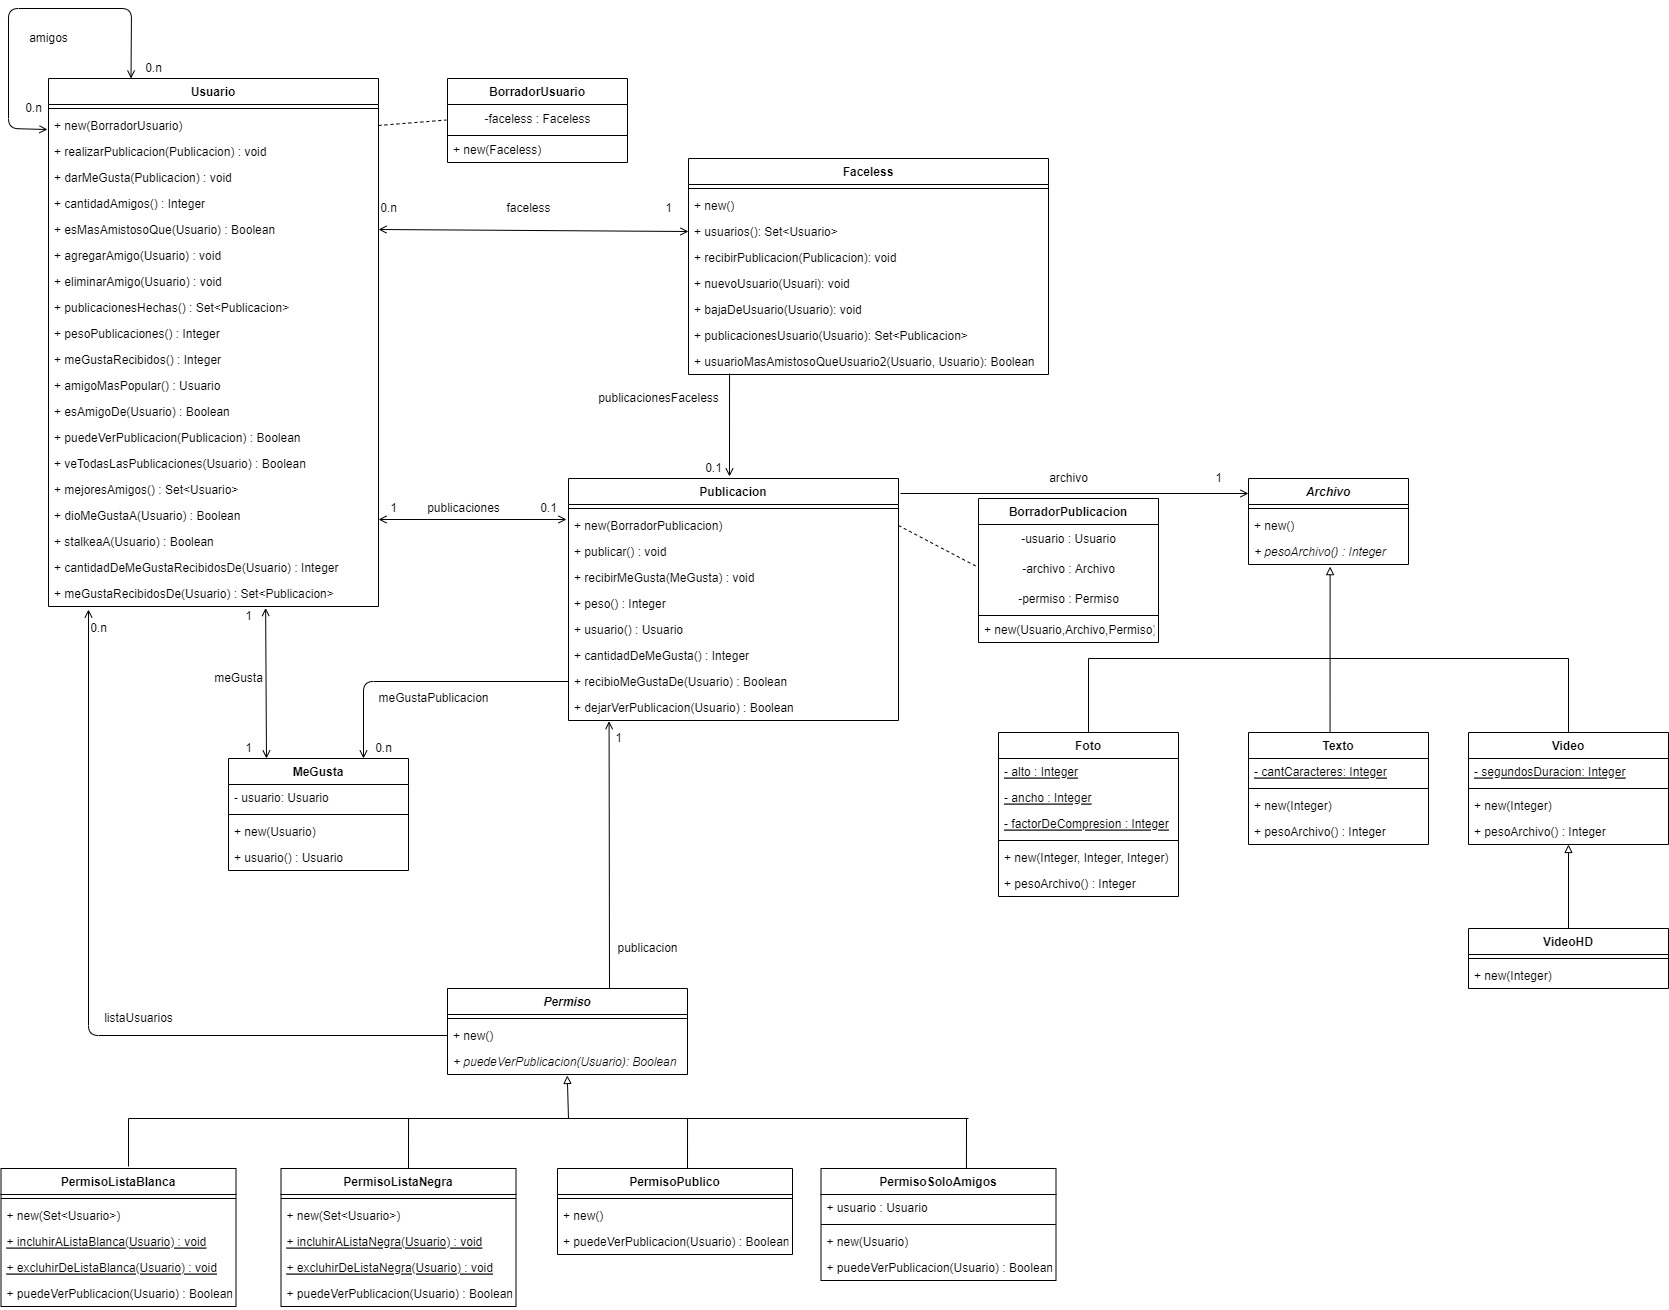 amigos
0.n
0.n
Usuario
+ new(BorradorUsuario)
+ realizarPublicacion(Publicacion) : void
+ darMeGusta(Publicacion) : void
+ cantidadAmigos() : Integer
+ esMasAmistosoQue(Usuario) : Boolean
+ agregarAmigo(Usuario) : void
+ eliminarAmigo(Usuario) : void
+ publicacionesHechas() : Set<Publicacion>
+ pesoPublicaciones() : Integer
+ meGustaRecibidos() : Integer
+ amigoMasPopular() : Usuario
+ esAmigoDe(Usuario) : Boolean
+ puedeVerPublicacion(Publicacion) : Boolean
+ veTodasLasPublicaciones(Usuario) : Boolean
+ mejoresAmigos() : Set<Usuario>
+ dioMeGustaA(Usuario) : Boolean
+ stalkeaA(Usuario) : Boolean
+ cantidadDeMeGustaRecibidosDe(Usuario) : Integer
+ meGustaRecibidosDe(Usuario) : Set<Publicacion>
BorradorUsuario
-faceless : Faceless
+ new(Faceless)
0.n
faceless
1
Faceless
+ new()
+ usuarios(): Set<Usuario>
+ recibirPublicacion(Publicacion): void
+ nuevoUsuario(Usuari): void
+ bajaDeUsuario(Usuario): void
+ publicacionesUsuario(Usuario): Set<Publicacion>
+ usuarioMasAmistosoQueUsuario2(Usuario, Usuario): Boolean
publicacionesFaceless
0.1
1
publicaciones
0.1
Publicacion
+ new(BorradorPublicacion)
+ publicar() : void
+ recibirMeGusta(MeGusta) : void
+ peso() : Integer
+ usuario() : Usuario
+ cantidadDeMeGusta() : Integer
+ recibioMeGustaDe(Usuario) : Boolean
+ dejarVerPublicacion(Usuario) : Boolean
archivo
1
BorradorPublicacion
-usuario : Usuario
-archivo : Archivo
-permiso : Permiso
+ new(Usuario,Archivo,Permiso)
Archivo
+ new()
+ pesoArchivo() : Integer
0.n
1
meGusta
1
meGustaPublicacion
0.n
1
MeGusta
- usuario: Usuario
+ new(Usuario)
+ usuario() : Usuario
Foto
- alto : Integer
- ancho : Integer
- factorDeCompresion : Integer
+ new(Integer, Integer, Integer)
+ pesoArchivo() : Integer
Texto
- cantCaracteres: Integer
+ new(Integer)
+ pesoArchivo() : Integer
Video
- segundosDuracion: Integer
+ new(Integer)
+ pesoArchivo() : Integer
VideoHD
+ new(Integer)
publicacion
listaUsuarios
Permiso
+ new()
+ puedeVerPublicacion(Usuario): Boolean
PermisoListaBlanca
+ new(Set<Usuario>)
+ incluhirAListaBlanca(Usuario) : void
+ excluhirDeListaBlanca(Usuario) : void
+ puedeVerPublicacion(Usuario) : Boolean
PermisoListaNegra
+ new(Set<Usuario>)
+ incluhirAListaNegra(Usuario) : void
+ excluhirDeListaNegra(Usuario) : void
+ puedeVerPublicacion(Usuario) : Boolean
PermisoPublico
+ new()
+ puedeVerPublicacion(Usuario) : Boolean
PermisoSoloAmigos
+ usuario : Usuario
+ new(Usuario)
+ puedeVerPublicacion(Usuario) : Boolean